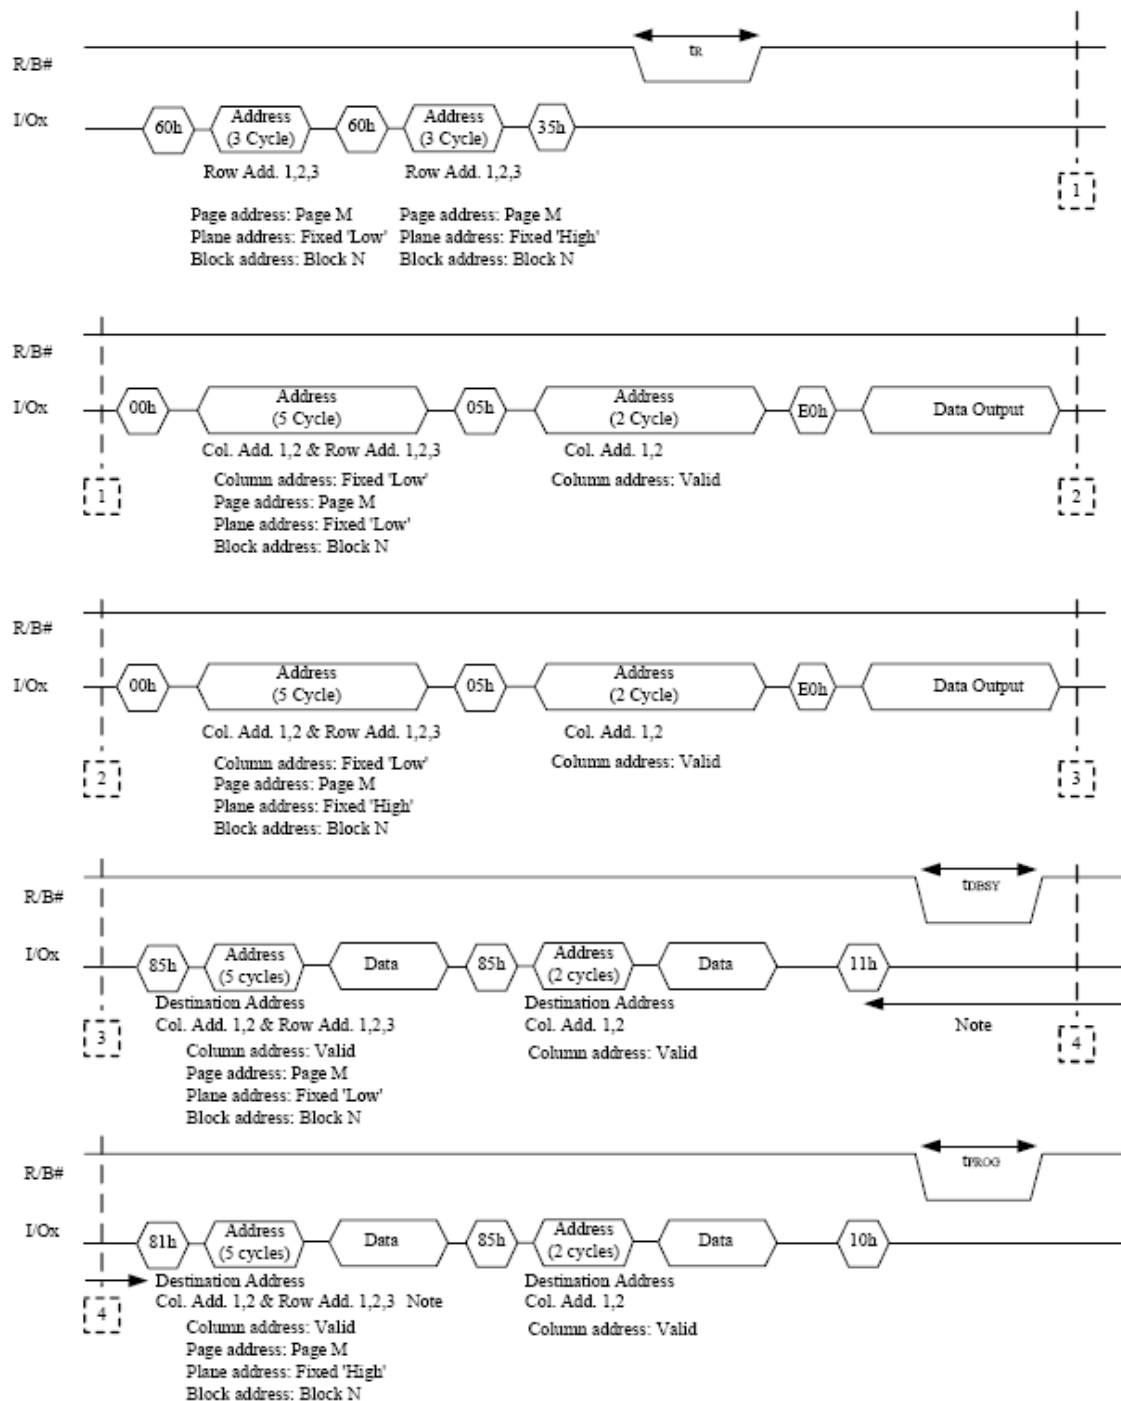 tR
R/B#
I/Ox
60h Address (3 Cycle) 60h Address (3 Cycle) 35h
Row Add. 1,2,3 Row Add. 1,2,3
1
Page address: Page M Page address: Page M
Plane address: Fixed 'Low' Plane address: Fixed 'High'
Block address: Block N Block address: Block N
R/B#
I/Ox
00h Address (5 Cycle) 05h Address (2 Cycle) E0h Data Output
Col. Add. 1,2 & Row Add. 1,2,3 Col. Add. 1,2
Column address: Fixed 'Low' Column address: Valid
1 Page address: Page M 2
Plane address: Fixed 'Low'
Block address: Block N
R/B#
I/Ox
00h Address (5 Cycle) 05h Address (2 Cycle) E0h Data Output
Col. Add. 1,2 & Row Add. 1,2,3 Col. Add. 1,2
Column address: Fixed 'Low' Column address: Valid
2 Page address: Page M 3
Plane address: Fixed 'High'
Block address: Block N
tDBSY
R/B#
I/Ox
85h Address (5 cycles) Data 85h Address (2 cycles) Data 11h
Destination Address Destination Address
3 Col. Add. 1,2 & Row Add. 1,2,3 Col. Add. 1,2 Note 4
Column address: Valid Column address: Valid
Page address: Page M
Plane address: Fixed 'Low'
Block address: Block N
tPROG
R/B#
I/Ox
81h Address (5 cycles) Data 85h Address (2 cycles) Data 10h
Destination Address Destination Address
4 Col. Add. 1,2 & Row Add. 1,2,3 Note Col. Add. 1,2
Column address: Valid Column address: Valid
Page address: Page M
Plane address: Fixed 'High'
Block address: Block N